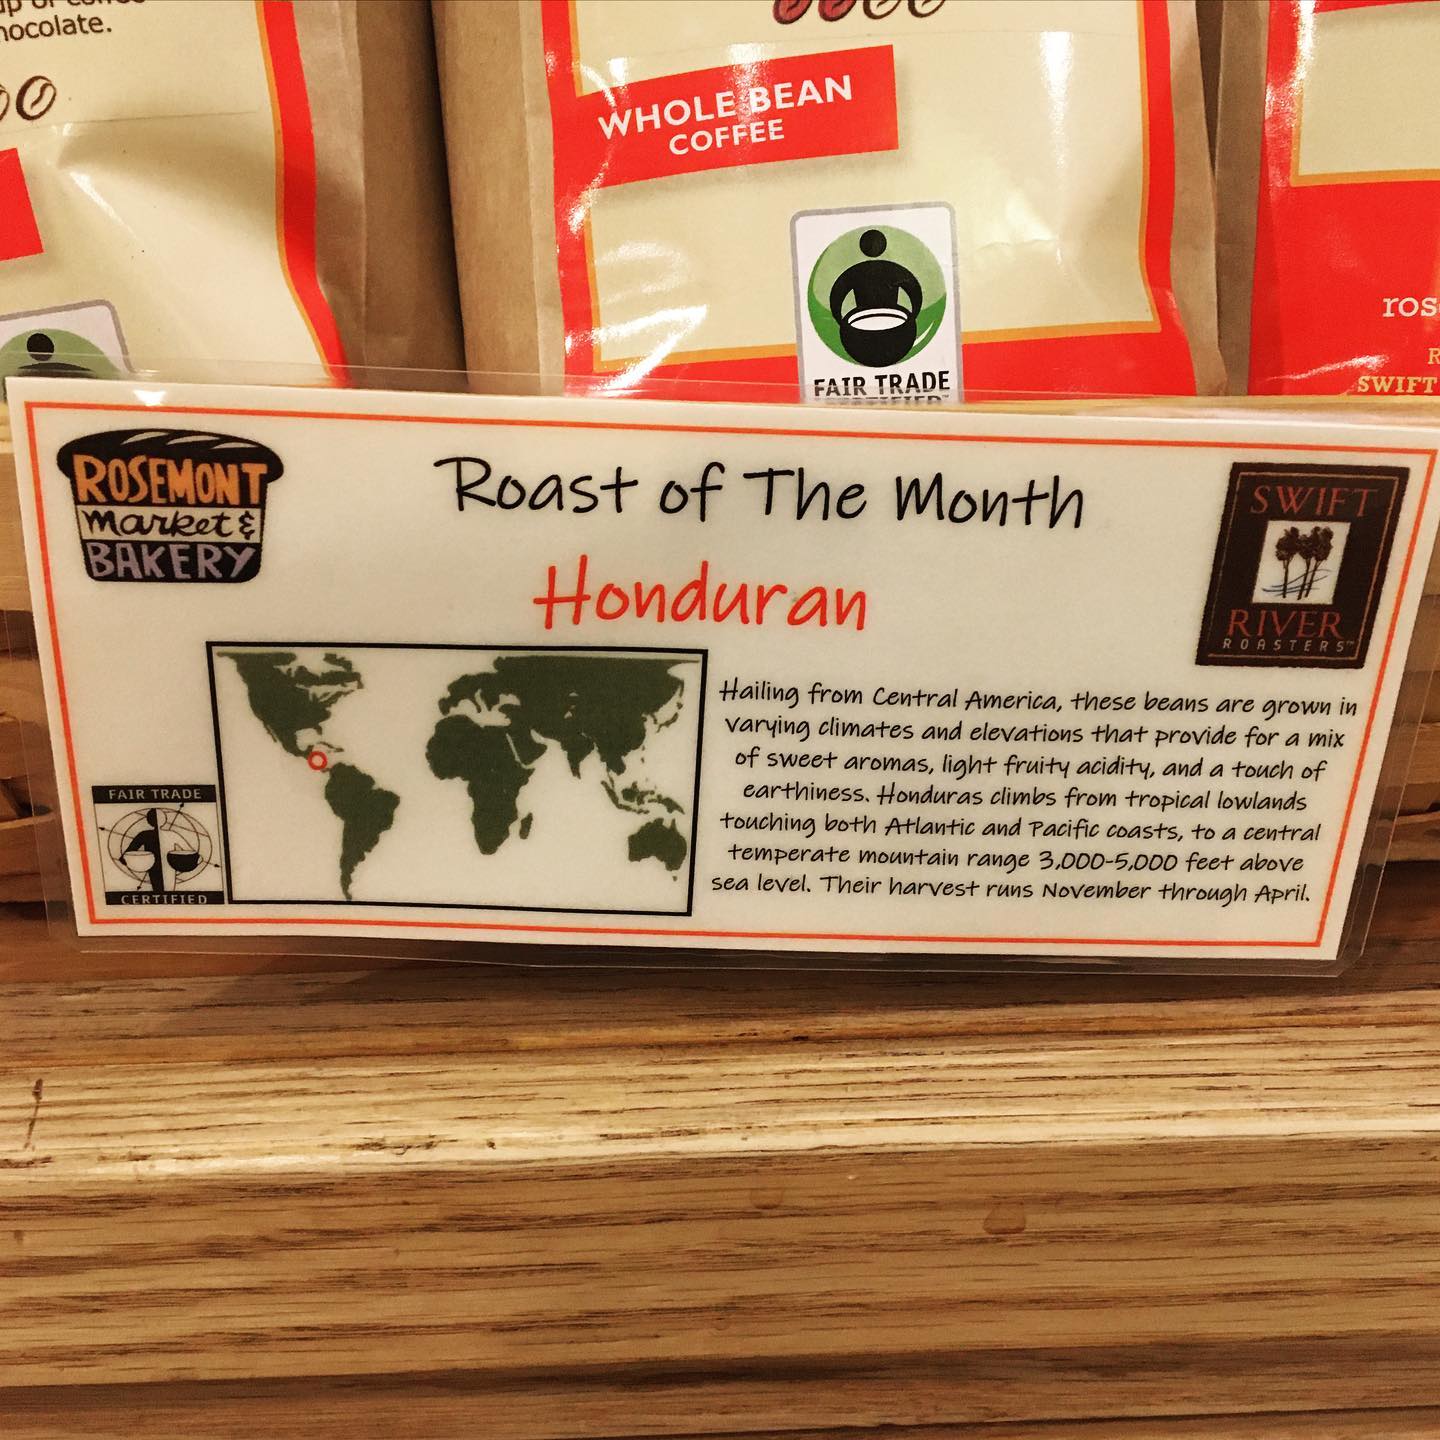 hocolate.
WHOLE BEAN
COFFEE
FAIR TRADE
CERTIFIED
SWIFT
ROSEMONT
Market &
BAKERY
Roast of The Month
Honduran
SWIFT
RIVER
ROASTERS™
Hailing from Central America, these beans are grown in
varying climates and elevations that provide for a mix
of sweet aromas, light fruity acidity, and a touch of
earthiness. Honduras climbs from tropical lowlands
touching both Atlantic and Pacific coasts, to a central
temperate mountain range 3,000-5,000 feet above
sea level. Their harvest runs November through April.
FAIR TRADE
CERTIFIED